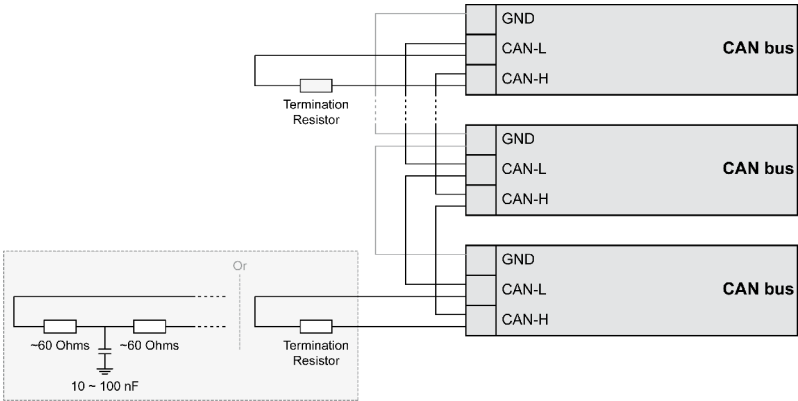 GND
CAN-L
CAN bus
CAN-H
Termination
Resistor
GND
CAN-L
CAN bus
CAN-H
GND
CAN-L
CAN bus
CAN-H
Or
~60 Ohms
~60 Ohms
10 ~ 100 nF
Termination
Resistor